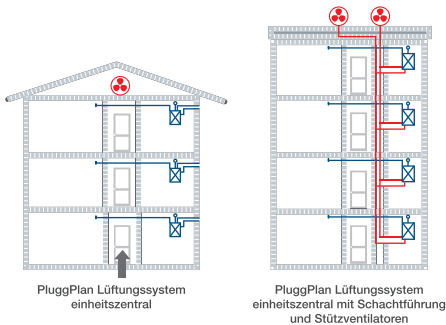 PluggPlan Lüftungssystem
einheitszentral
PluggPlan Lüftungssystem
einheitszentral mit Schachtführung
und Stützventilatoren